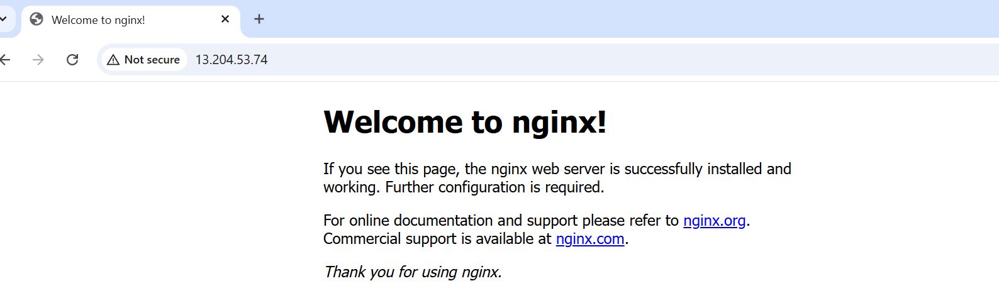 Welcome to nginx!
Not secure
13.204.53.74
Welcome to nginx!
If you see this page, the nginx web server is successfully installed and
working. Further configuration is required.
For online documentation and support please refer to nginx.org.
Commercial support is available at nginx.com.
Thank you for using nginx.